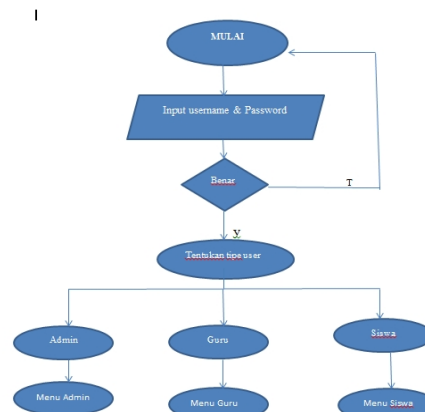 MULAI
Input username & Password
Benar
T
y
Tentukan tipe user
Admin
Guru
Siswa
Menu Admin
Menu Guru
Menu Siswa